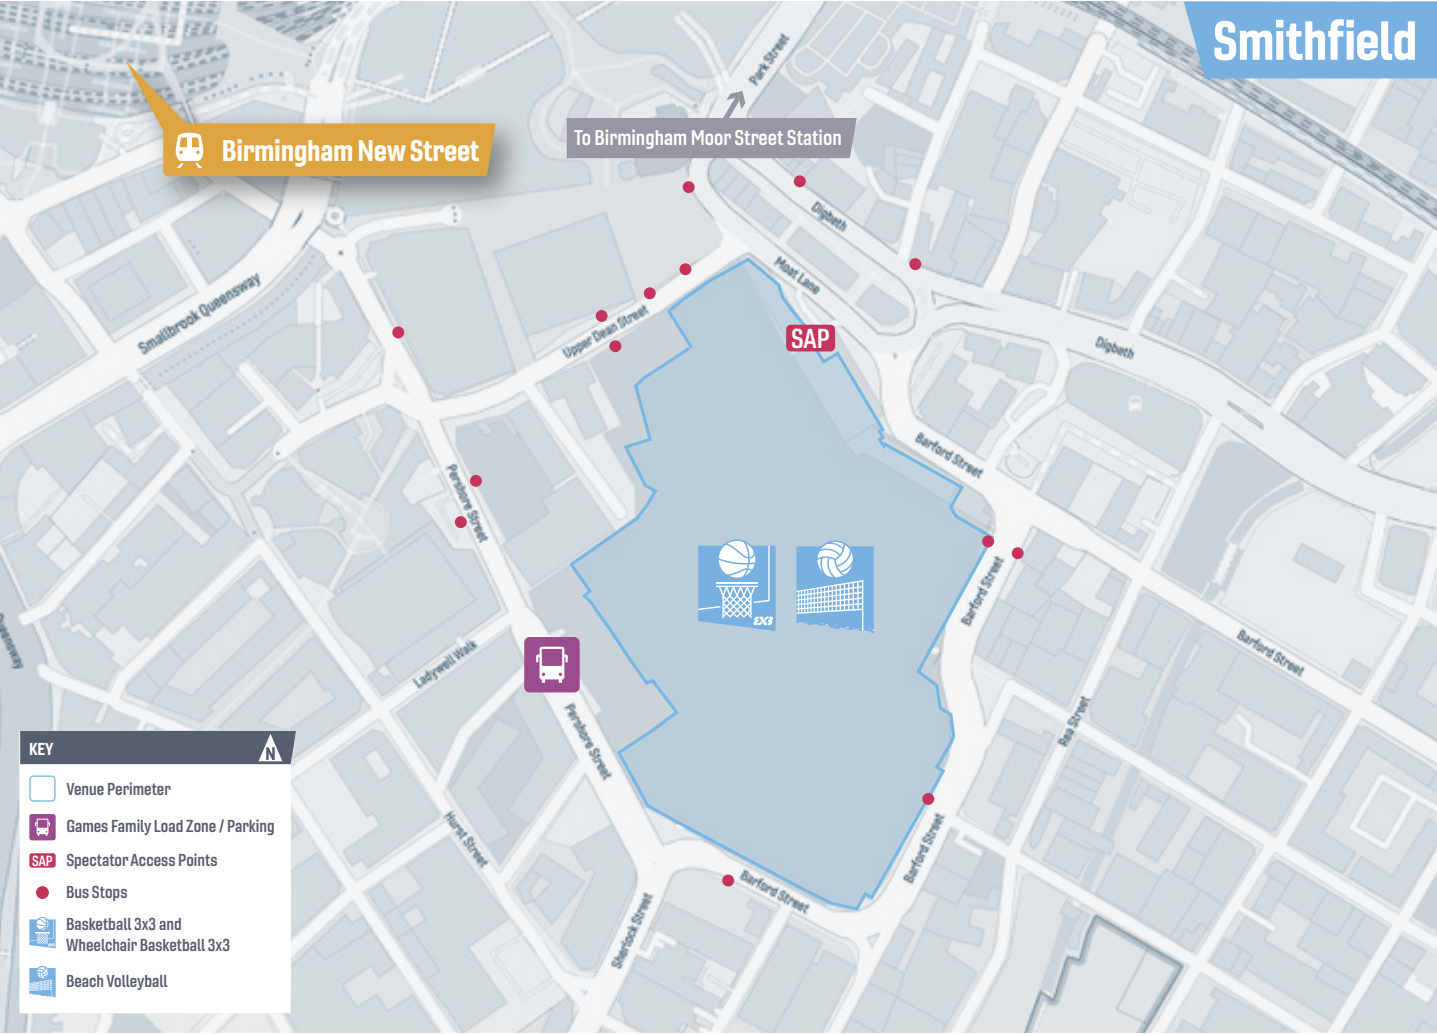 Smithfield
Park Street
To Birmingham Moor Street Station
Birmingham New Street
Digbeth
Moat Lane
Smallbrook Queensway
Upper Dean Street
SAP
Digbeth
Barford Street
Pershore Street
Barford Street
3X3
Queensway
Ladywell Walk
Barford Street
Rea Street
Pershore Street
KEY
N
Venue Perimeter
Games Family Load Zone / Parking
SAP
Spectator Access Points
Bus Stops
Basketball 3x3 and
Wheelchair Basketball 3x3
Beach Volleyball
Hurst Street
Barford Street
Barford Street
Sherlock Street